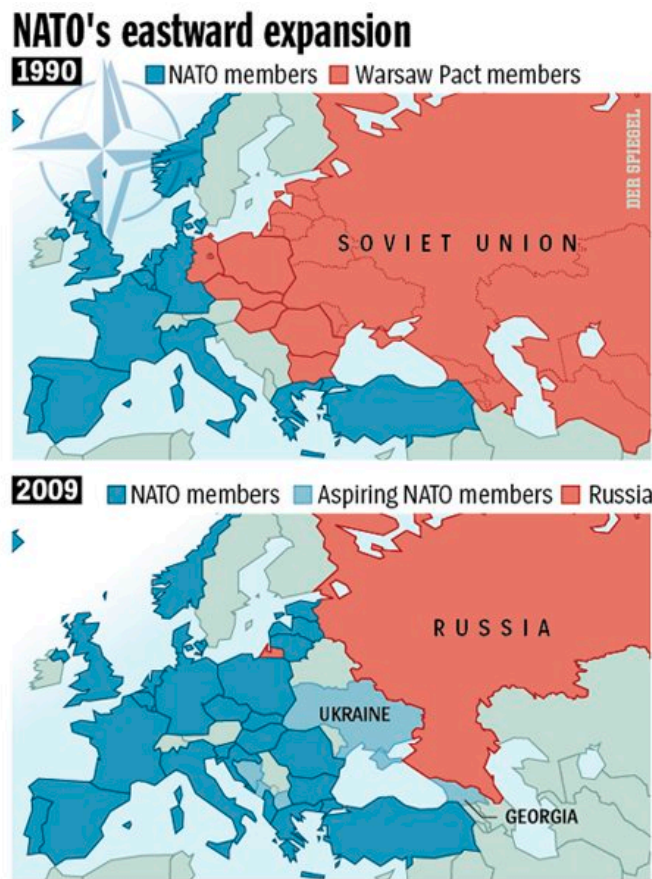 NATO's eastward expansion
1990 NATO members Warsaw Pact members
DER SPIEGEL
SOVIET UNION
2009 NATO members Aspiring NATO members Russia
RUSSIA
UKRAINE
GEORGIA